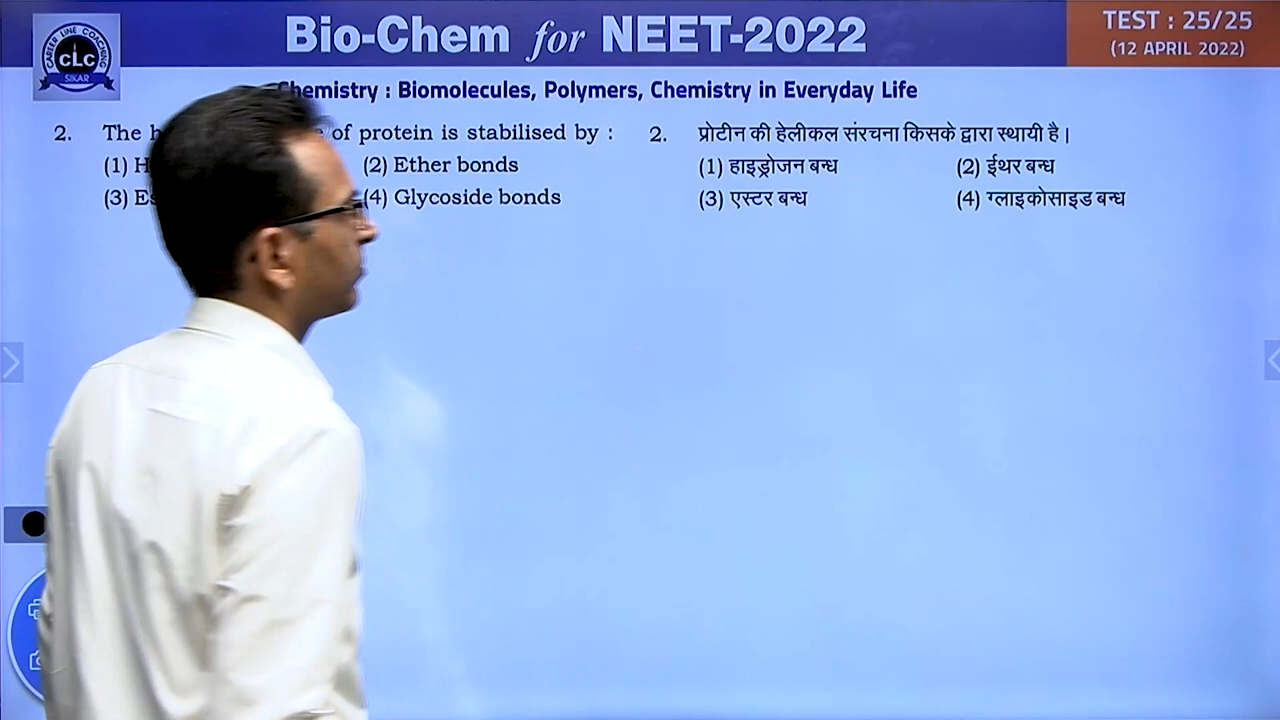 Bio-Chem for NEET-2022
TEST : 25/25
(12 APRIL 2022)
CAREER LINE COACHING
CLC
SIKAR
Chemistry : Biomolecules, Polymers, Chemistry in Everyday Life
2. The of protein is stabilised by :
(1) (2) Ether bonds
(3) (4) Glycoside bonds
2. प्रोटीन की हेलीकल संरचना किसके द्वारा स्थायी है।
(1) हाइड्रोजन बन्ध (2) ईथर बन्ध
(3) एस्टर बन्ध (4) ग्लाइकोसाइड बन्ध